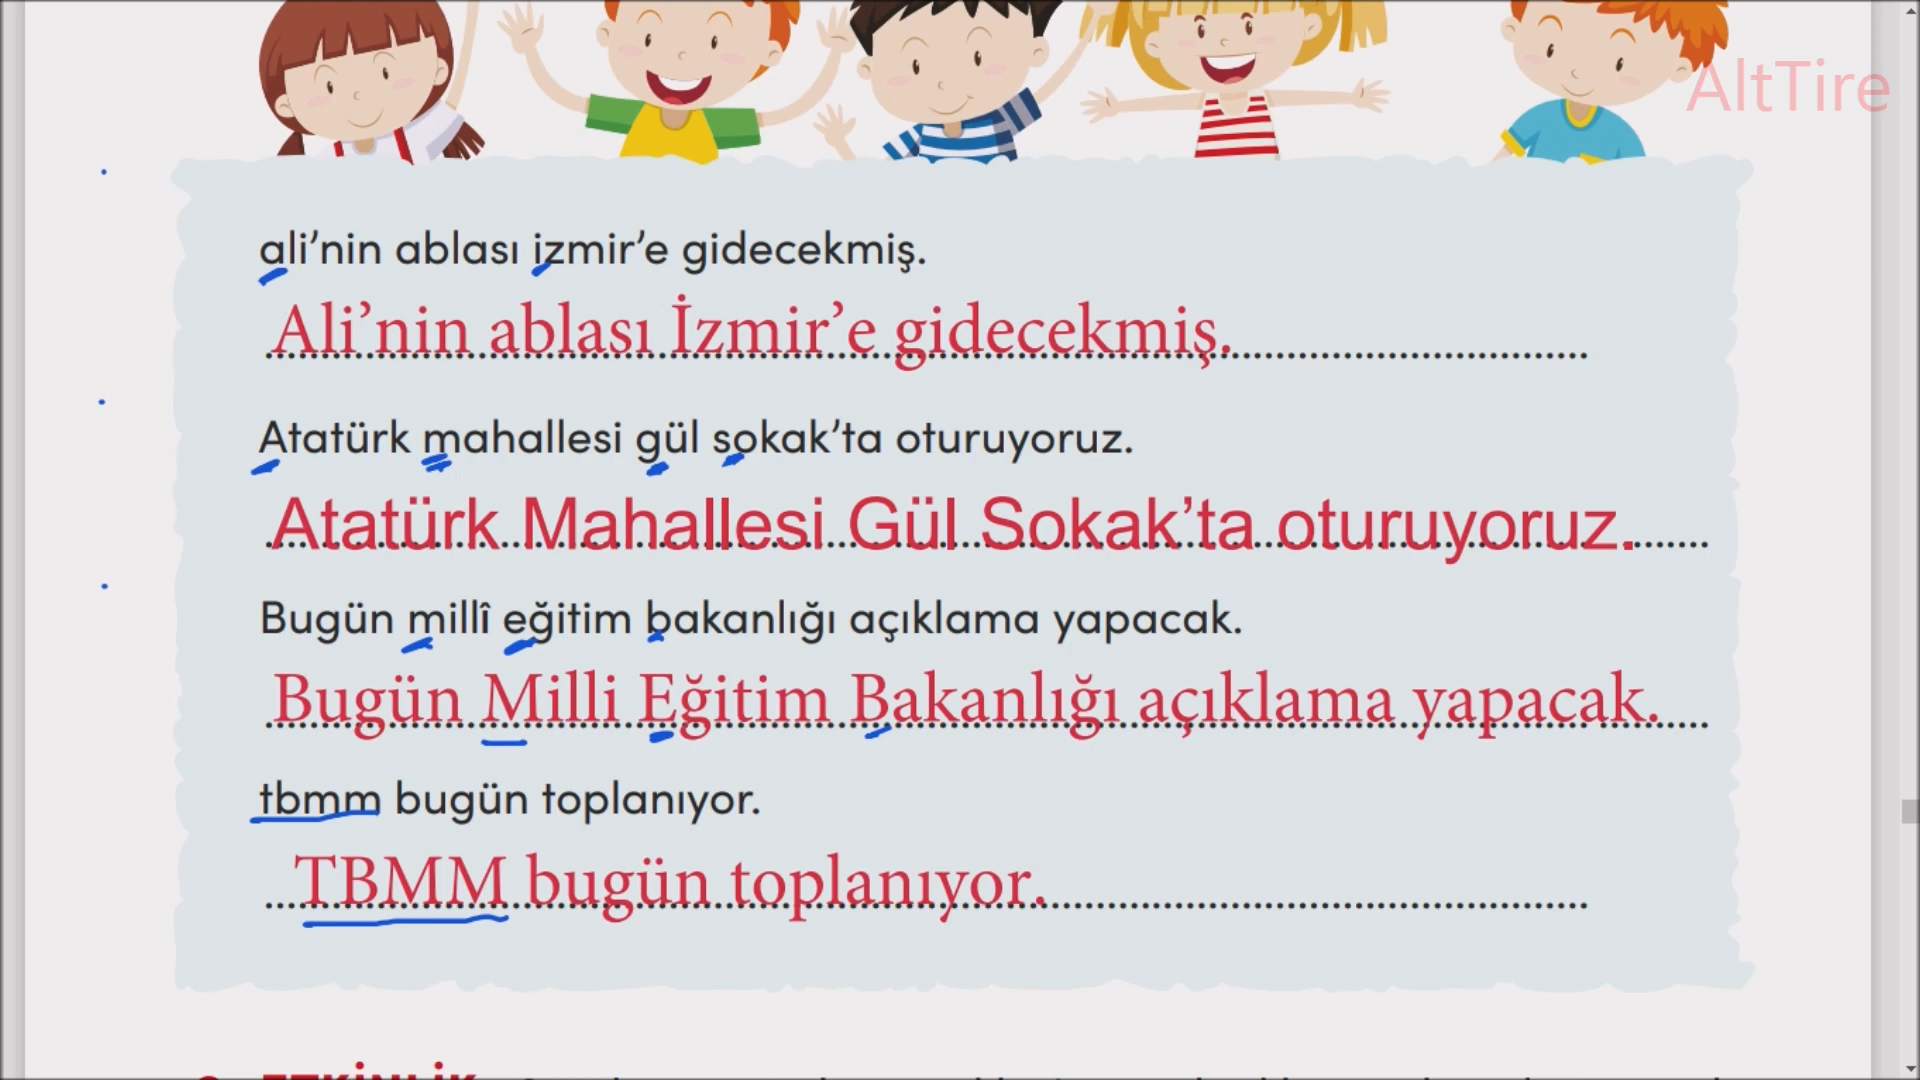 AltTire
ali’nin ablası izmir’e gidecekmiş.
Ali’nin ablası İzmir’e gidecekmiş.
Atatürk mahallesi gül sokak’ta oturuyoruz.
Atatürk Mahallesi Gül Sokak’ta oturuyoruz.
Bugün millî eğitim bakanlığı açıklama yapacak.
Bugün Milli Eğitim Bakanlığı açıklama yapacak.
tbmm bugün toplanıyor.
TBMM bugün toplanıyor.
ETKİNLİK